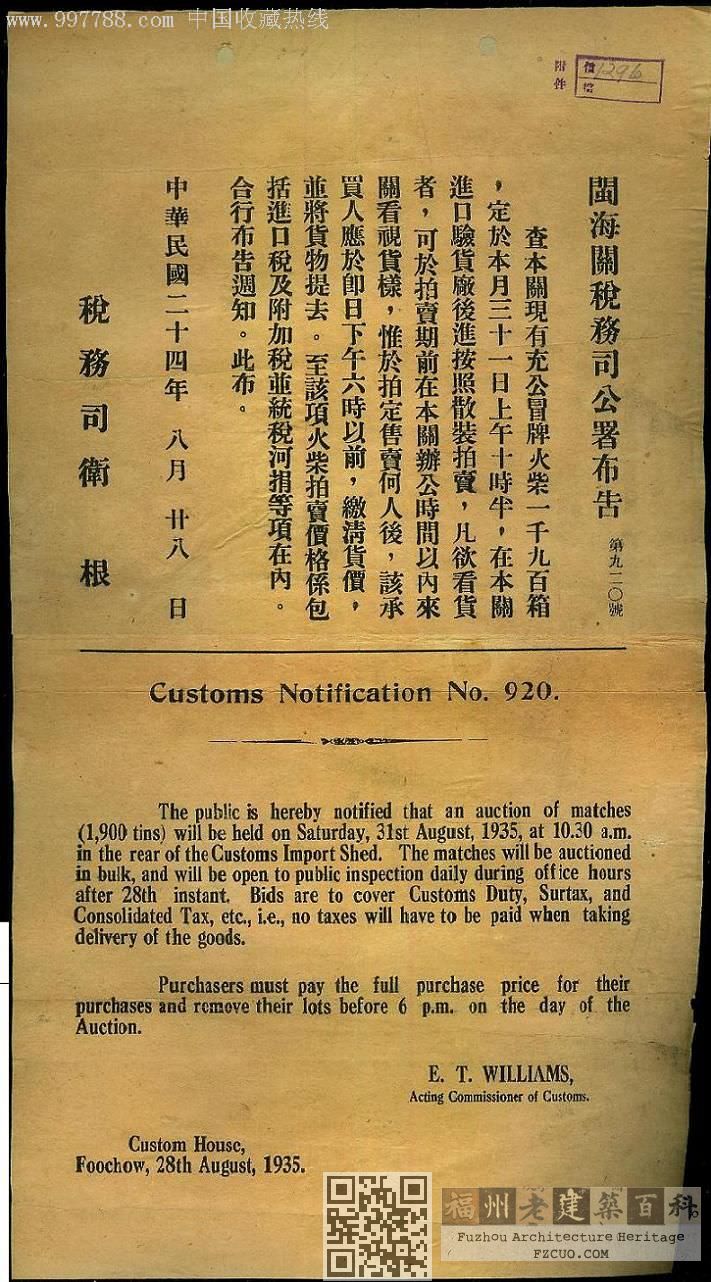 www.997788.com 中国收藏热线
附件
價
1296
閩海關稅務司公署布告
第九二〇號
查本關現有充公冒牌火柴一千九百箱
，定於本月三十一日上午十時半，在本關
進口驗貨廠後進按照散裝拍賣，凡欲看貨
者，可於拍賣期前在本關辦公時間以內來
關看視貨樣，惟於拍定售賣何人後，該承
買人應於卽日下午六時以前，繳淸貨價，
並將貨物提去。至該項火柴拍賣價格係包
括進口稅及附加稅並統稅河捐等項在內。
合行布告週知。此布。
中華民國二十四年 八月 廿八 日
稅務司衛根
Customs Notification No. 920.
The public is hereby notified that an auction of matches
(1,900 tins) will be held on Saturday, 31st August, 1935, at 10.30 a.m.
in the rear of the Customs Import Shed. The matches will be auctioned
in bulk, and will be open to public inspection daily during office hours
after 28th instant. Bids are to cover Customs Duty, Surtax, and
Consolidated Tax, etc., i.e., no taxes will have to be paid when taking
delivery of the goods.
Purchasers must pay the full purchase price for their
purchases and remove their lots before 6 p.m. on the day of the
Auction.
E. T. WILLIAMS,
Acting Commissioner of Customs.
Custom House,
Foochow, 28th August, 1935.
福州老建築百科
Fuzhou Architecture Heritage
FZCUO.COM